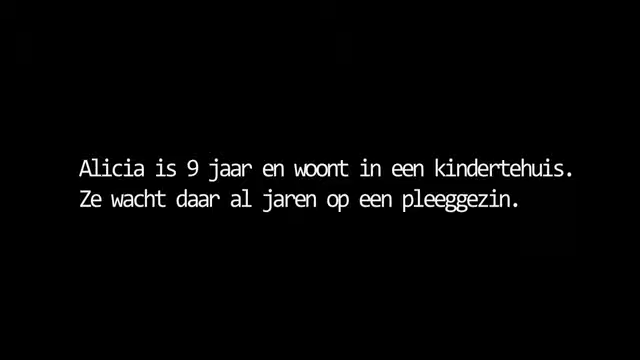 Alicia is 9 jaar en woont in een kindertehuis.
Ze wacht daar al jaren op een pleeggezin.